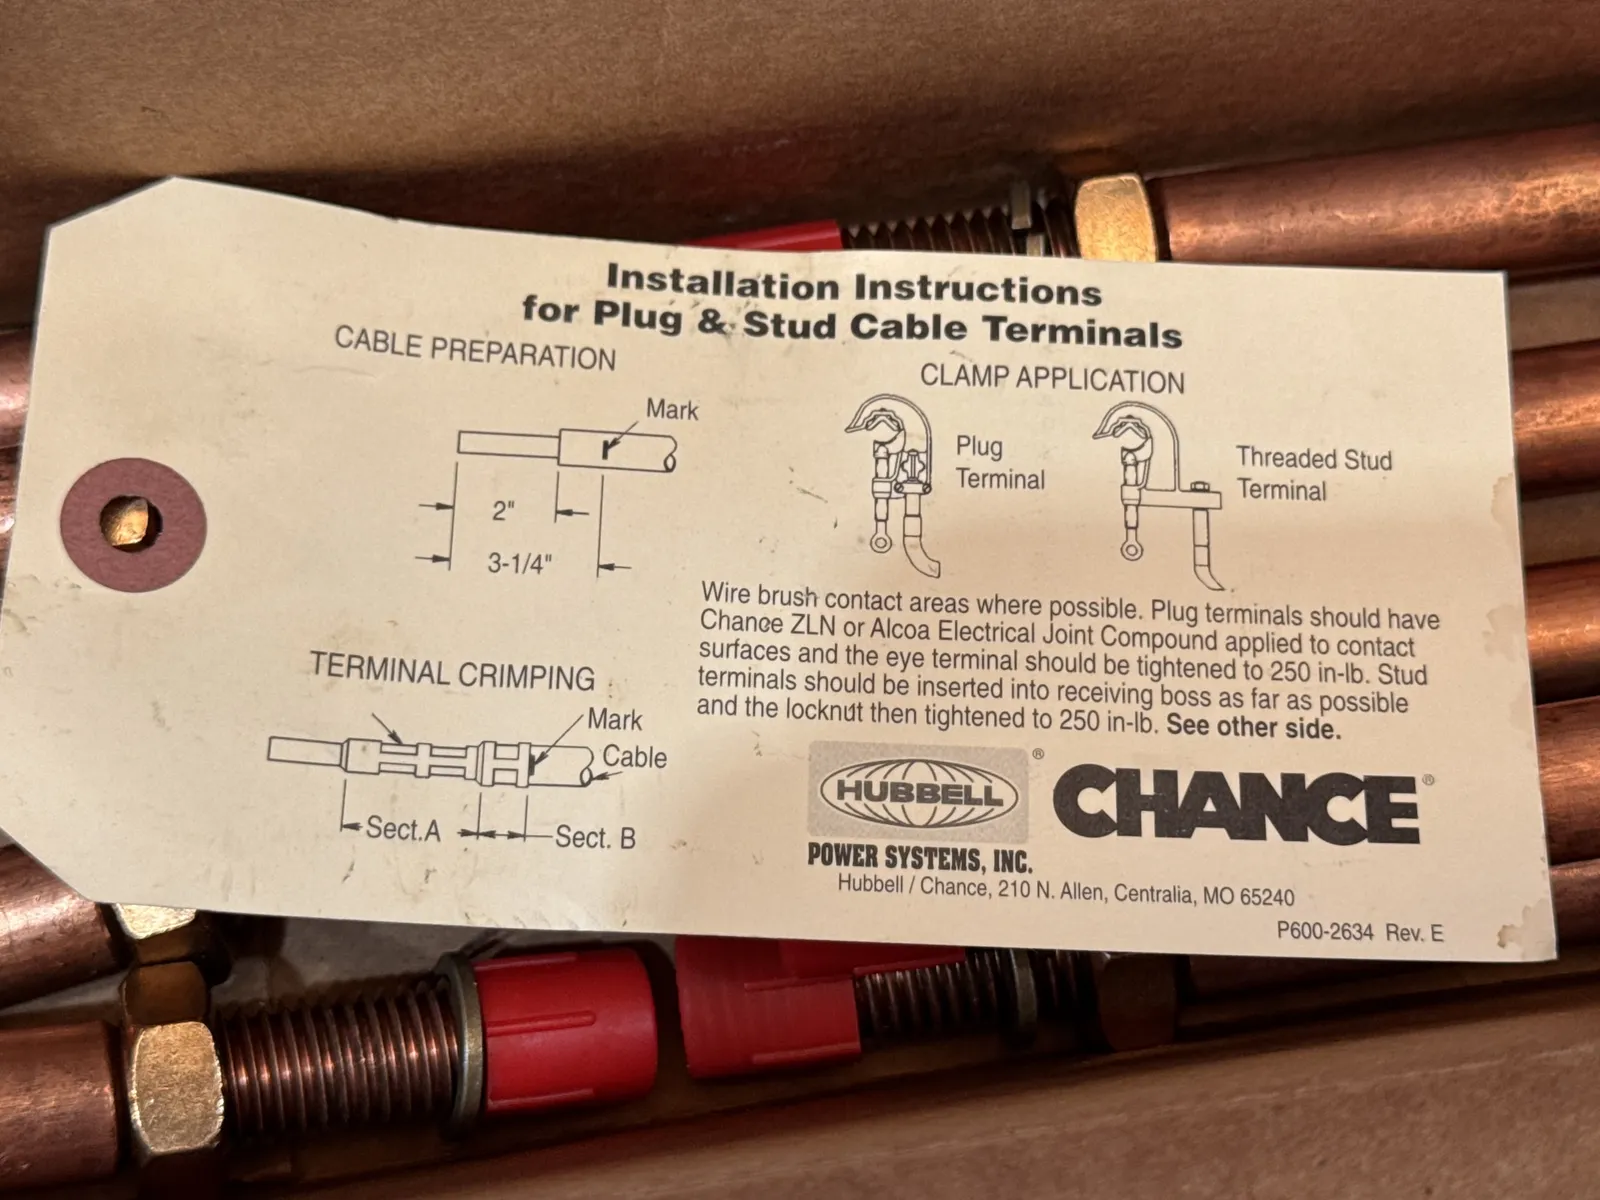 Installation Instructions
for Plug & Stud Cable Terminals
CABLE PREPARATION
Mark
2"
3-1/4"
CLAMP APPLICATION
Plug
Terminal
Threaded Stud
Terminal
TERMINAL CRIMPING
Mark
Cable
Sect.A
Sect. B
Wire brush contact areas where possible. Plug terminals should have
Chance ZLN or Alcoa Electrical Joint Compound applied to contact
surfaces and the eye terminal should be tightened to 250 in-lb. Stud
terminals should be inserted into receiving boss as far as possible
and the locknut then tightened to 250 in-lb. See other side.
HUBBELL®
POWER SYSTEMS, INC.
CHANCE®
Hubbell / Chance, 210 N. Allen, Centralia, MO 65240
P600-2634 Rev. E